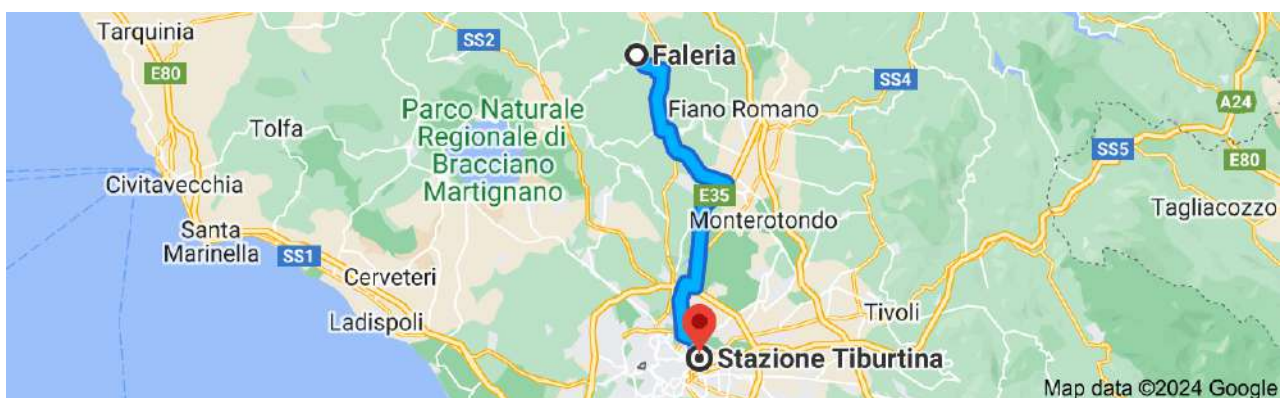 Tarquinia
SS2
Faleria
E80
SS4
Parco Naturale
Regionale di
Bracciano
Martignano
Fiano Romano
A24
Tolfa
SS5
E80
Civitavecchia
E35
Monterotondo
Tagliacozzo
Santa
Marinella
SS1
Cerveteri
Ladispoli
Tivoli
Stazione Tiburtina
Map data ©2024 Google